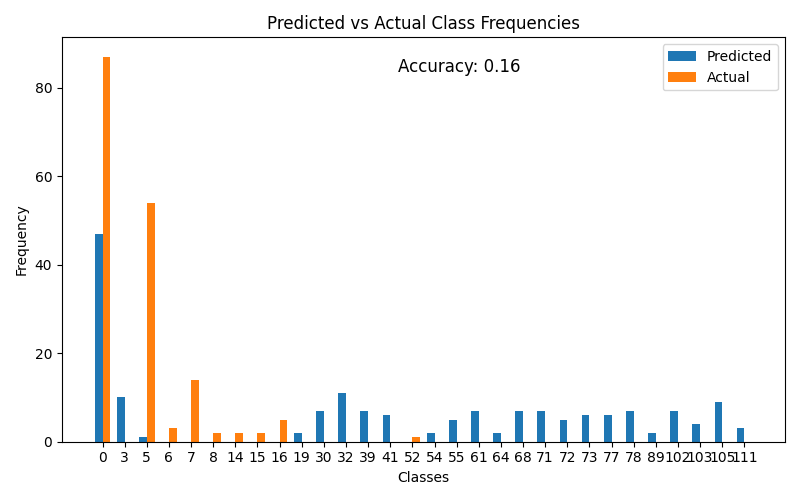 Predicted vs Actual Class Frequencies
Accuracy: 0.16
Predicted
Actual
Frequency
80
60
40
20
0
0 3 5 6 7 8 14 15 16 19 30 32 39 41 52 54 55 61 64 68 71 72 73 77 78 89 102 103 105 111
Classes